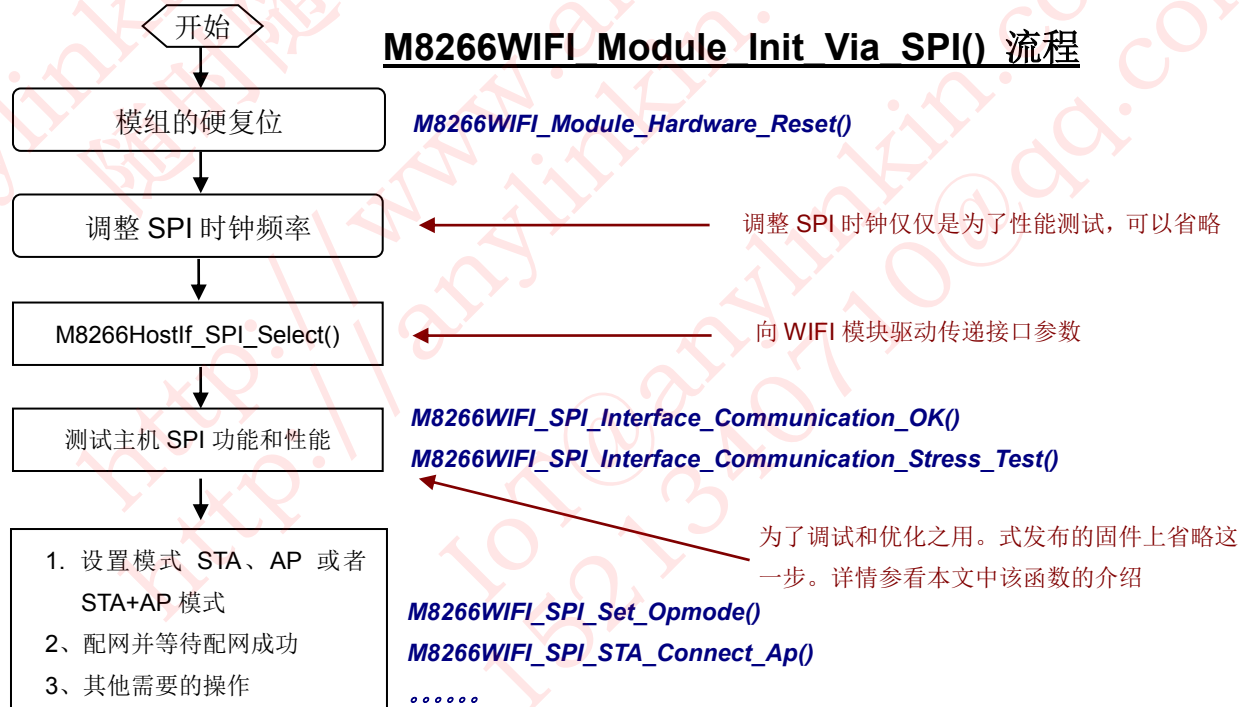 开始
M8266WIFI_Module_Init_Via_SPI() 流程
模组的硬复位
M8266WIFI_Module_Hardware_Reset()
调整 SPI 时钟频率
调整 SPI 时钟仅仅是为了性能测试，可以省略
M8266HostIf_SPI_Select()
向 WIFI 模块驱动传递接口参数
测试主机 SPI 功能和性能
M8266WIFI_SPI_Interface_Communication_OK()
M8266WIFI_SPI_Interface_Communication_Stress_Test()
为了调试和优化之用。式发布的固件上省略这
一步。详情参看本文中该函数的介绍
1. 设置模式 STA、AP 或者
STA+AP 模式
2、配网并等待配网成功
3、其他需要的操作
M8266WIFI_SPI_Set_Opmode()
M8266WIFI_SPI_STA_Connect_Ap()
。。。。。。